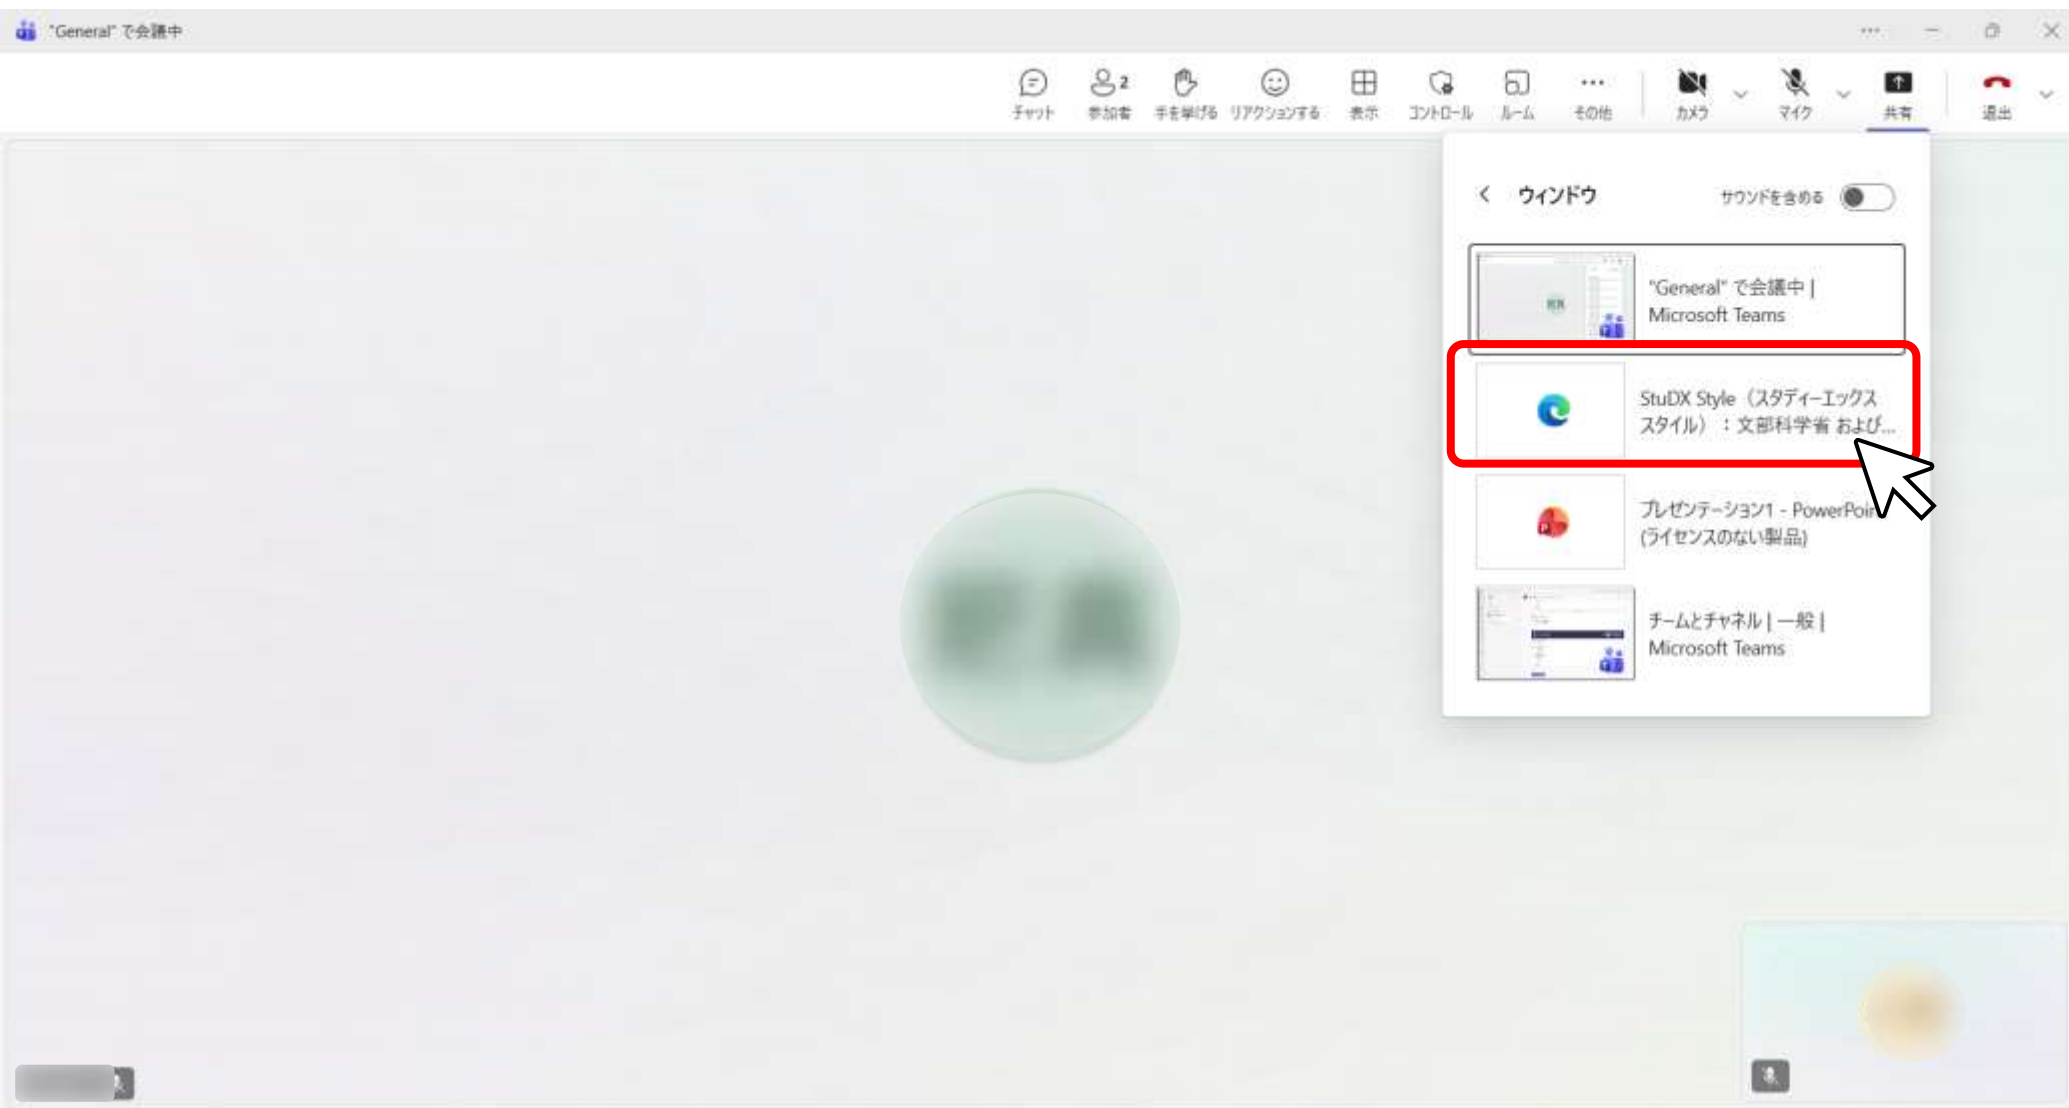 "General" で会議中
チャット
参加者 2
手を挙げる
リアクションする
表示
コントロール
ルーム
その他
カメラ
マイク
共有
退出
ウィンドウ
サウンドを含める
"General" で会議中 |
Microsoft Teams
StuDX Style（スタディーエックス
スタイル）：文部科学省 および...
プレゼンテーション1 - PowerPoin
(ライセンスのない製品)
チームとチャネル | 一般 |
Microsoft Teams